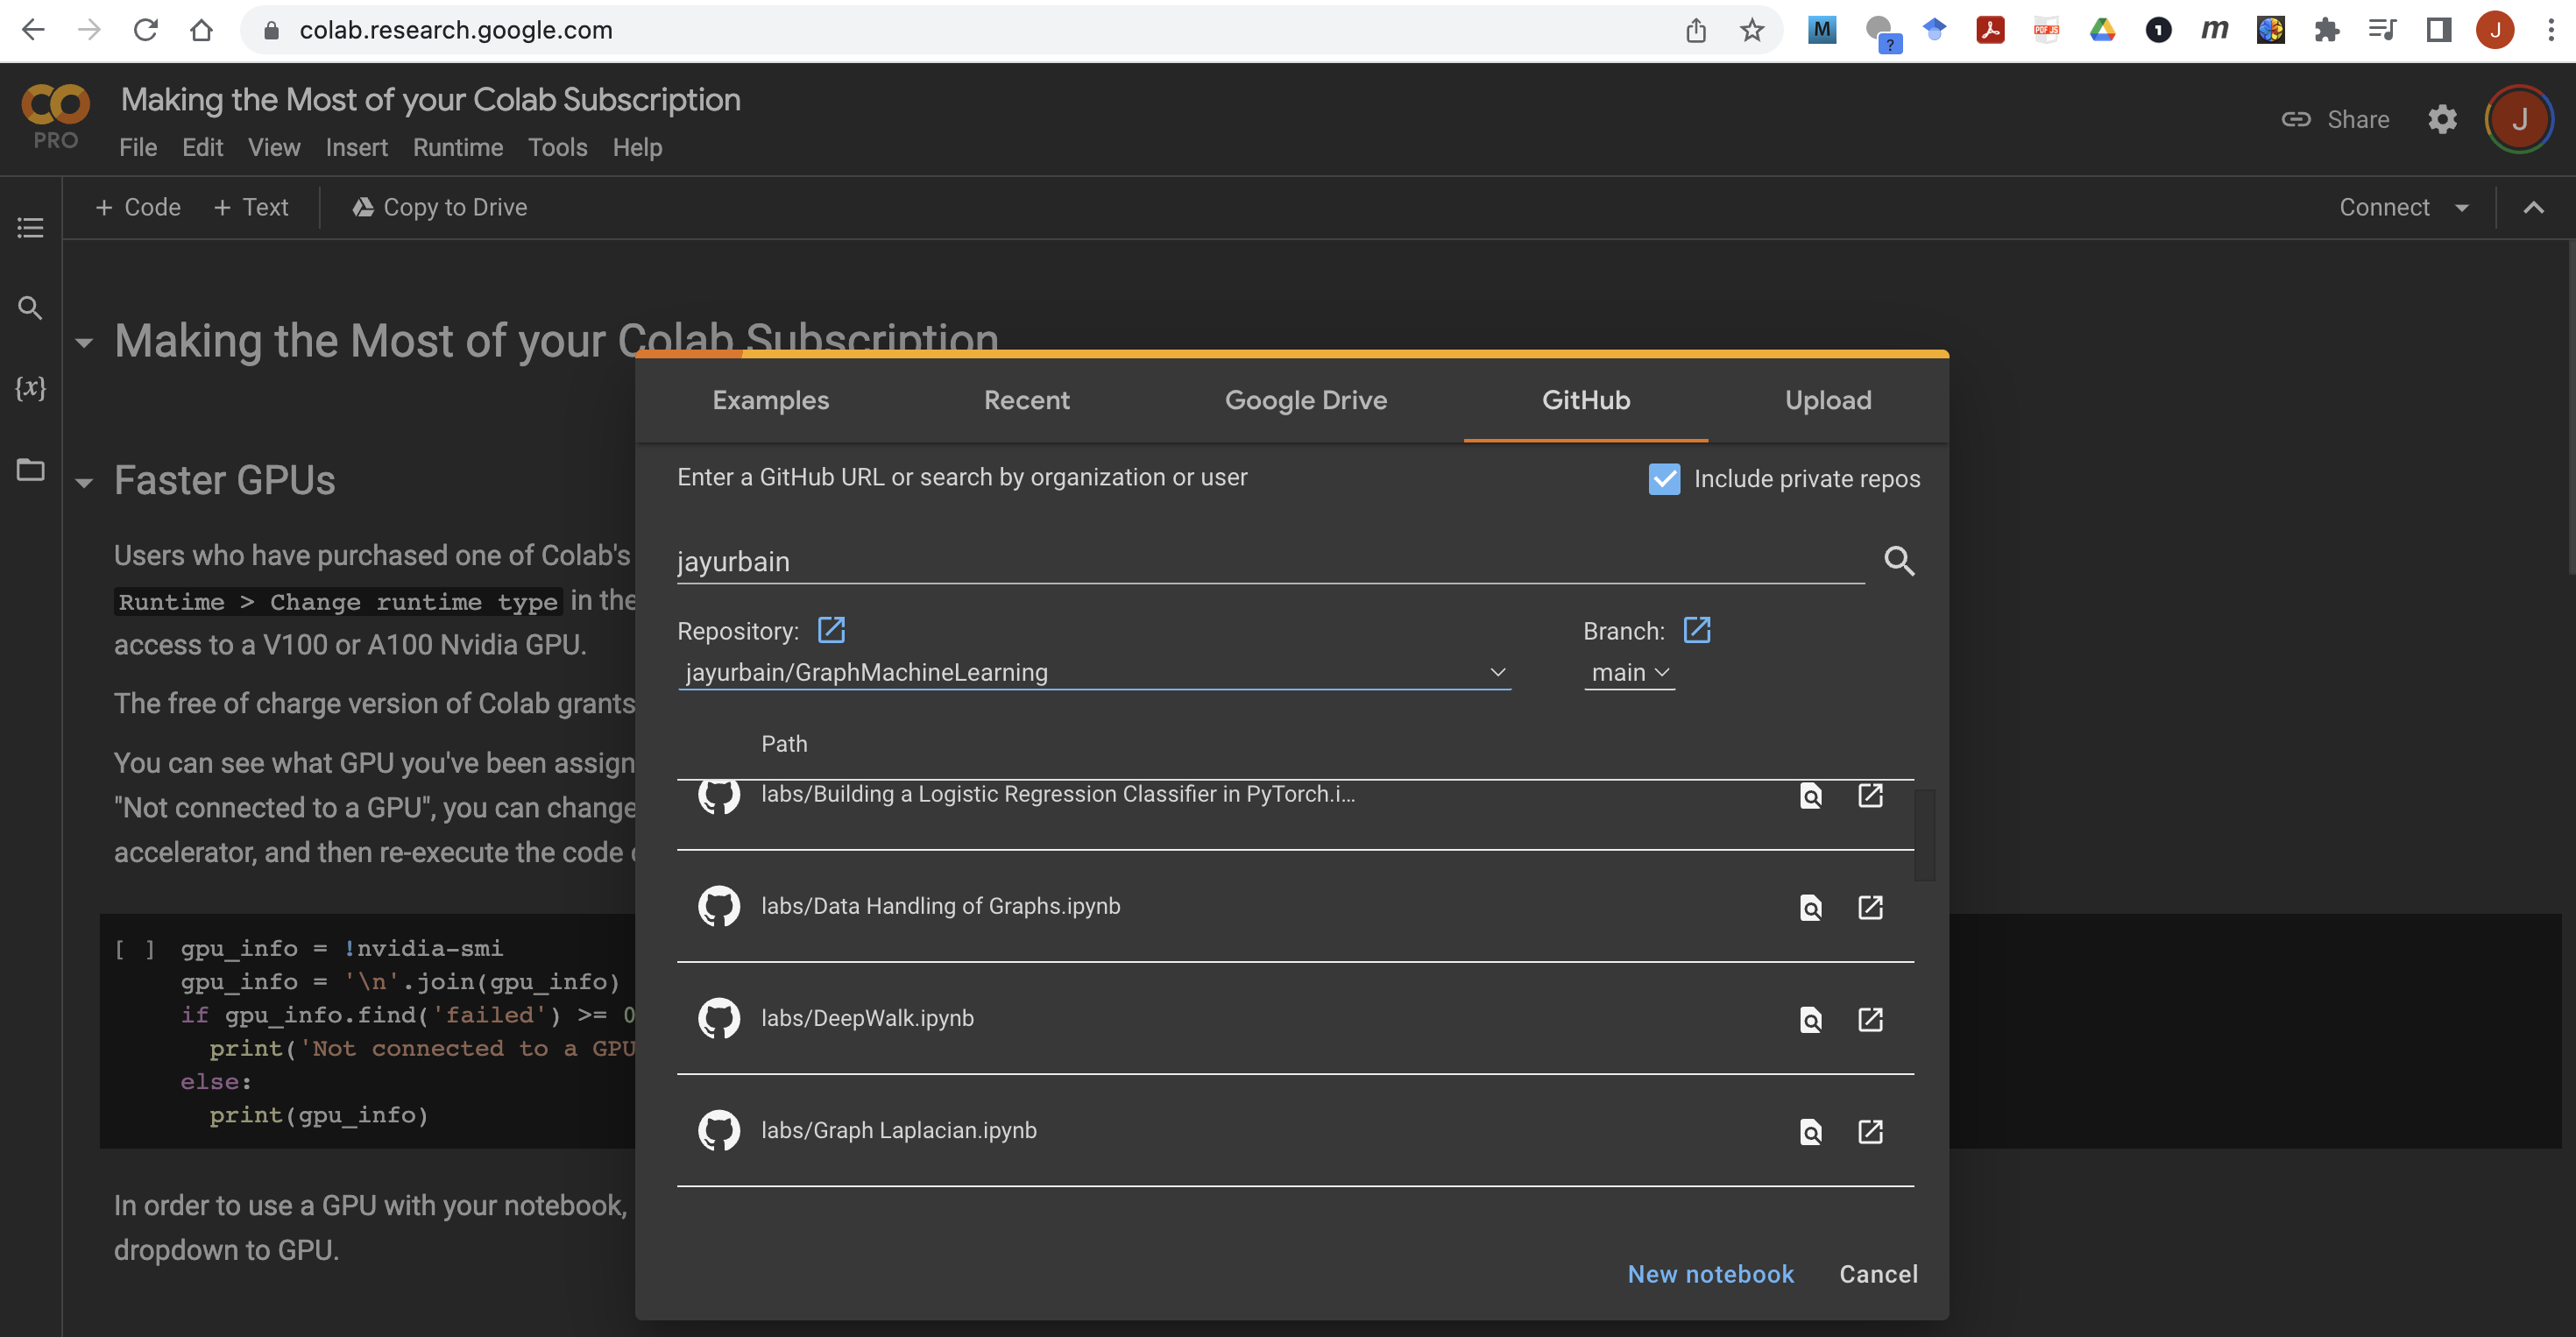 colab.research.google.com
M
?
PDF JS
1
m
J
PRO
Making the Most of your Colab Subscription
File Edit View Insert Runtime Tools Help
Share
J
+ Code + Text
Copy to Drive
Connect
{x}
Making the Most of your Colab Subscription
Faster GPUs
Users who have purchased one of Colab's
Runtime > Change runtime type in the
access to a V100 or A100 Nvidia GPU.
The free of charge version of Colab grants
You can see what GPU you've been assign
"Not connected to a GPU", you can change
accelerator, and then re-execute the code
[ ] gpu_info = !nvidia-smi
gpu_info = '\n'.join(gpu_info)
if gpu_info.find('failed') >= 0
print('Not connected to a GPU
else:
print(gpu_info)
In order to use a GPU with your notebook,
dropdown to GPU.
Examples Recent Google Drive GitHub Upload
Enter a GitHub URL or search by organization or user
Include private repos
jayurbain
Repository:
Branch:
jayurbain/GraphMachineLearning
main
Path
labs/Building a Logistic Regression Classifier in PyTorch.i...
labs/Data Handling of Graphs.ipynb
labs/DeepWalk.ipynb
labs/Graph Laplacian.ipynb
New notebook Cancel